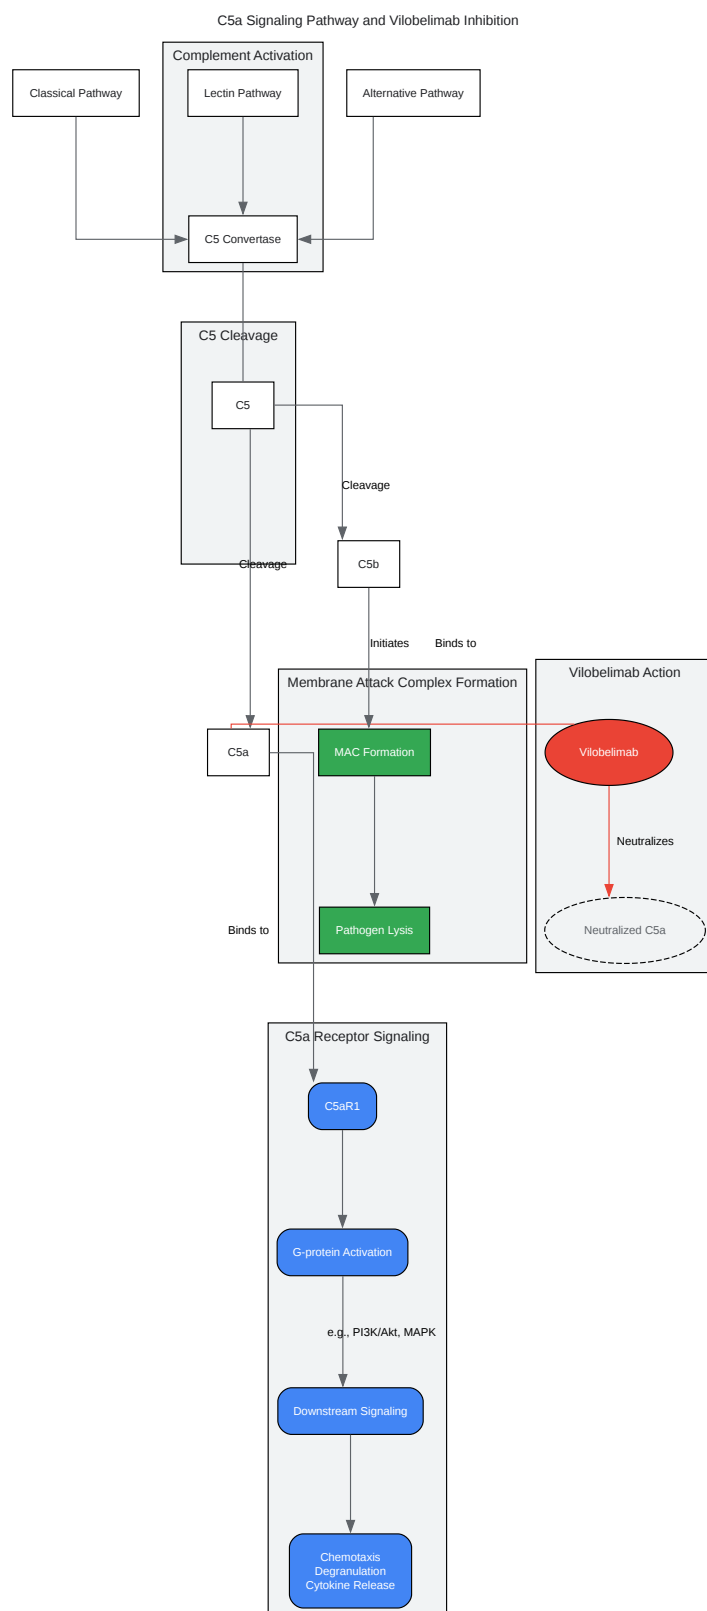 C5a Signaling Pathway and Vilobelimab Inhibition
Complement Activation
Classical Pathway
Lectin Pathway
Alternative Pathway
C5 Convertase
C5 Cleavage
C5
Cleavage
Cleavage
C5b
Initiates
Binds to
Membrane Attack Complex Formation
Vilobelimab Action
C5a
MAC Formation
Vilobelimab
Neutralizes
Binds to
Pathogen Lysis
Neutralized C5a
C5a Receptor Signaling
C5aR1
G-protein Activation
e.g., PI3K/Akt, MAPK
Downstream Signaling
Chemotaxis
Degranulation
Cytokine Release